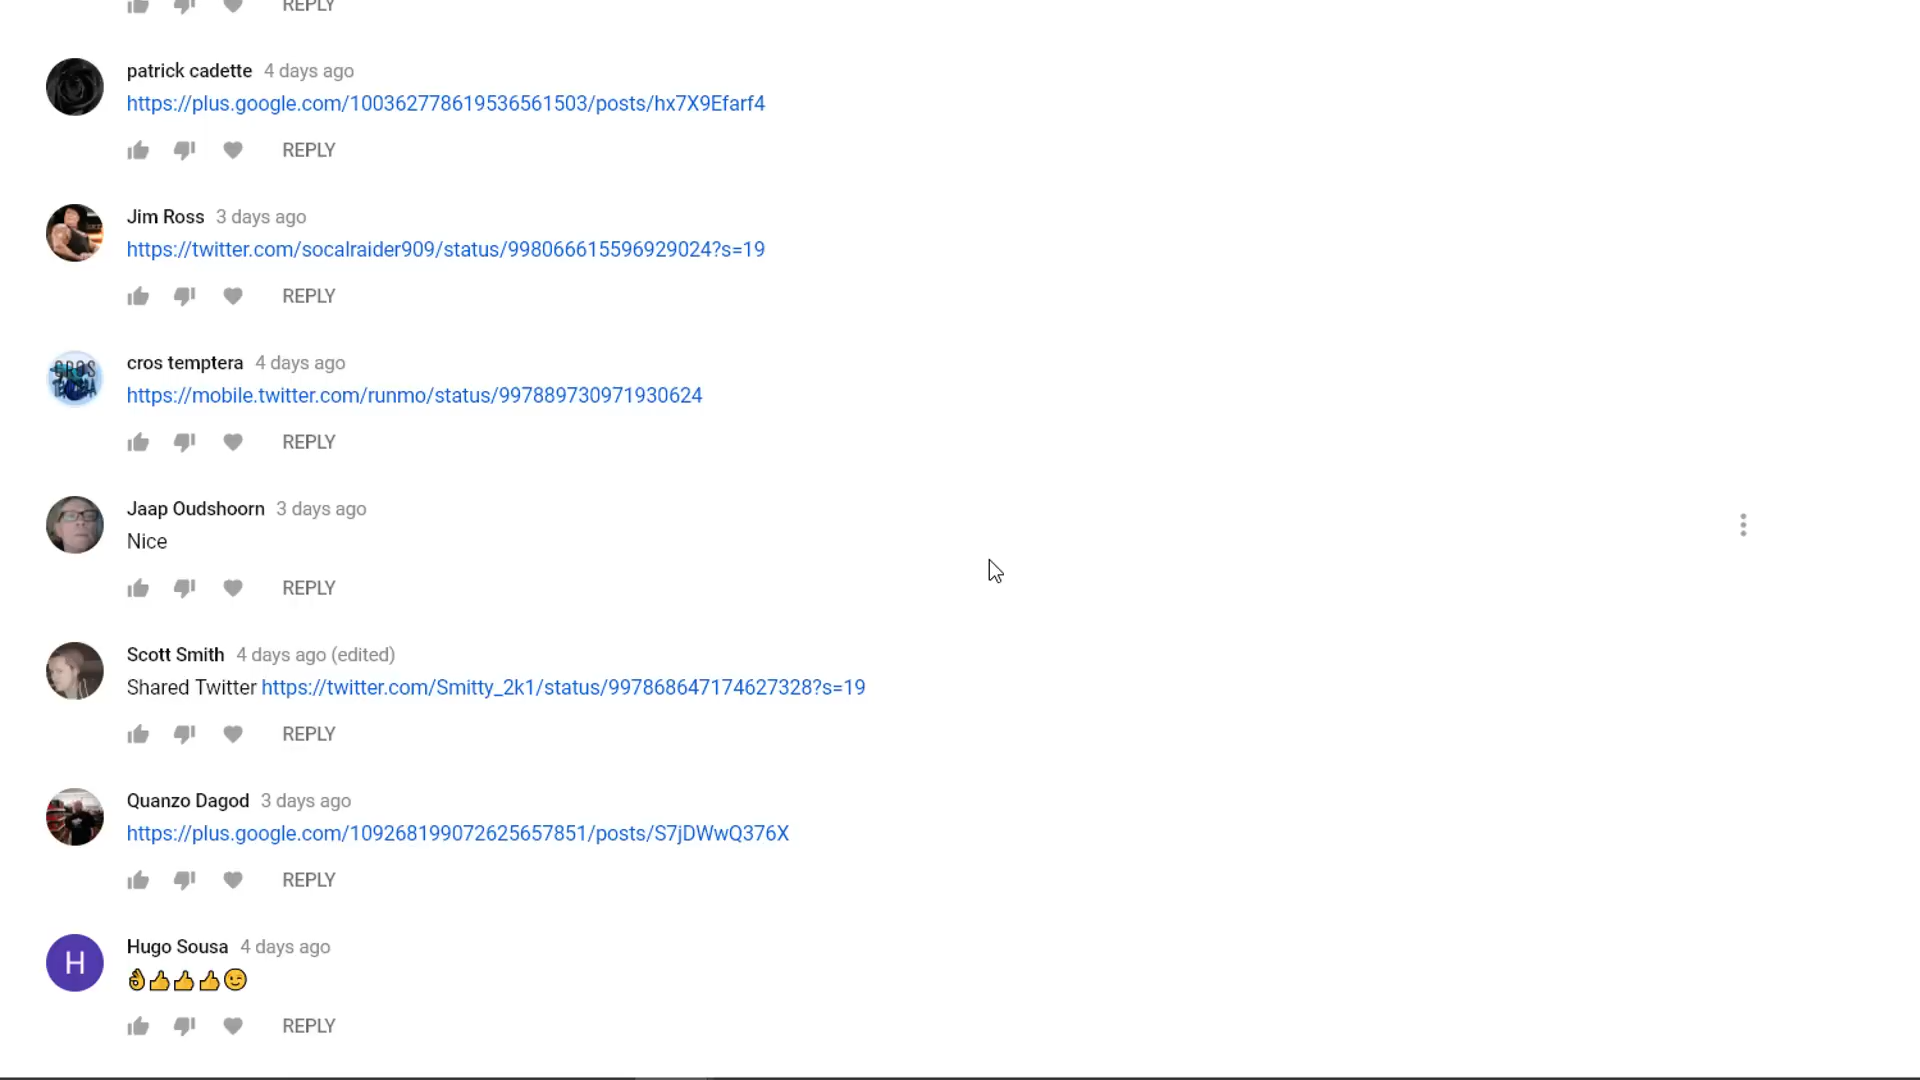 REPLY
patrick cadette 4 days ago
https://plus.google.com/100362778619536561503/posts/hx7X9Efarf4
REPLY
Jim Ross 3 days ago
https://twitter.com/socalraider909/status/998066615596929024?s=19
REPLY
cros temptera 4 days ago
https://mobile.twitter.com/runmo/status/997889730971930624
REPLY
Jaap Oudshoorn 3 days ago
Nice
REPLY
Scott Smith 4 days ago (edited)
Shared Twitter https://twitter.com/Smitty_2k1/status/997868647174627328?s=19
REPLY
Quanzo Dagod 3 days ago
https://plus.google.com/109268199072625657851/posts/S7jDWwQ376X
REPLY
H
Hugo Sousa 4 days ago
👌👍👍👍😉
REPLY